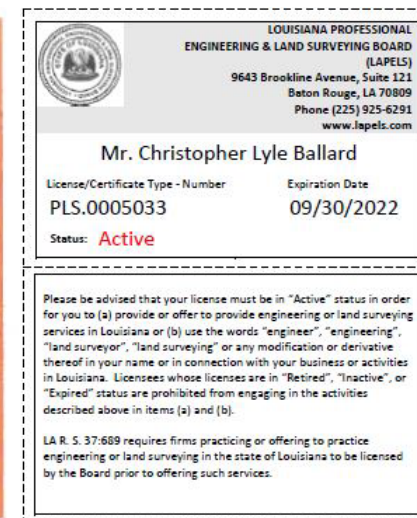 LOUISIANA PROFESSIONAL
ENGINEERING & LAND SURVEYING BOARD
(LAPELS)
9643 Brookline Avenue, Suite 121
Baton Rouge, LA 70809
Phone (225) 925-6291
www.lapels.com
Mr. Christopher Lyle Ballard
License/Certificate Type - Number Expiration Date
PLS.0005033 09/30/2022
Status: Active
Please be advised that your license must be in “Active” status in order
for you to (a) provide or offer to provide engineering or land surveying
services in Louisiana or (b) use the words “engineer”, “engineering”,
“land surveyor”, “land surveying” or any modification or derivative
thereof in your name or in connection with your business or activities
in Louisiana. Licensees whose licenses are in “Retired”, “Inactive”, or
“Expired” status are prohibited from engaging in the activities
described above in items (a) and (b).
LA R. S. 37:689 requires firms practicing or offering to practice
engineering or land surveying in the state of Louisiana to be licensed
by the Board prior to offering such services.